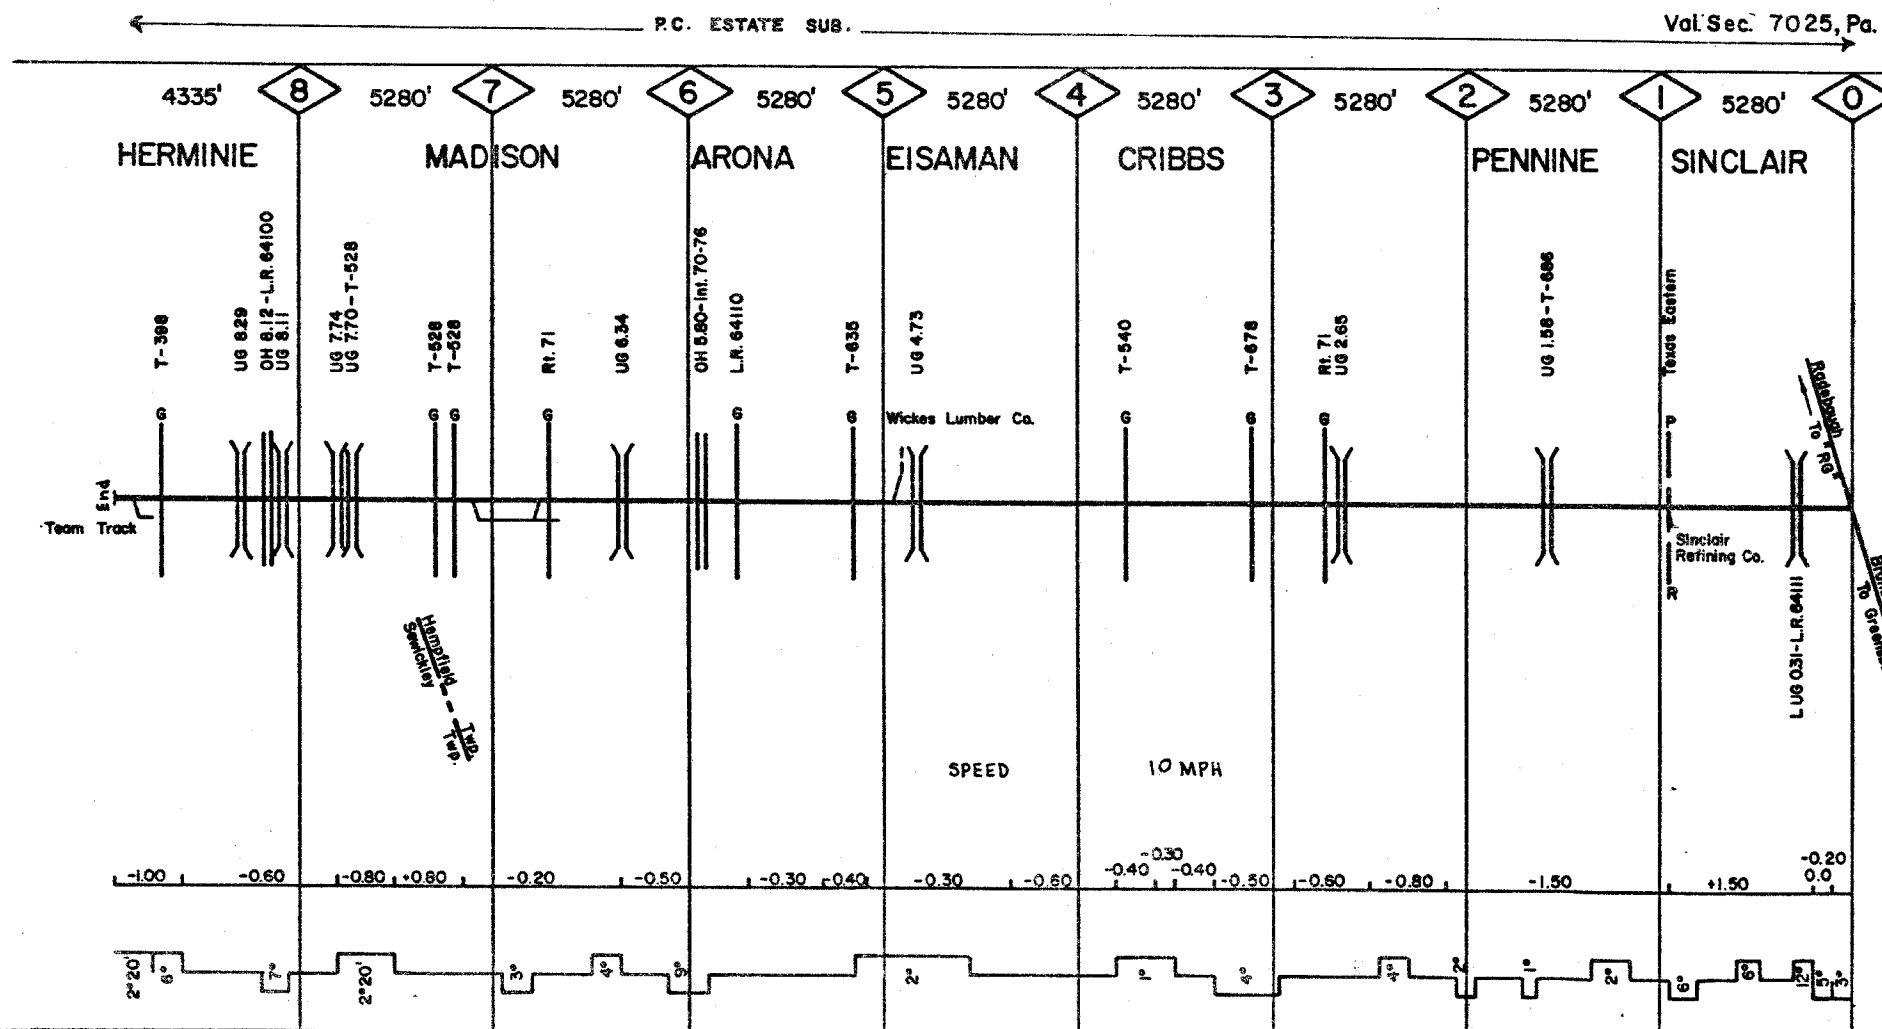 P.C. ESTATE SUB.
Val. Sec. 7025, Pa.
4335' 8 5280' 7 5280' 6 5280' 5 5280' 4 5280' 3 5280' 2 5280' 1 5280' 0
HERMINIE MADISON ARONA EISAMAN CRIBBS PENNINE SINCLAIR
T-398
UG 8.29
OH 8.12 - L.R. 64100
UG 8.11
UG 7.74
UG 7.70 - T-528
T-528
T-528
Rt. 71
UG 6.34
OH 5.80 - Int. 70-76
L.R. 64110
T-635
UG 4.73
T-540
T-678
Rt. 71
UG 2.65
UG 1.58 - T-686
Texas Eastern
Radebaugh
To "RG"
G G G G G G G G G P
Wickes Lumber Co.
End
Team Track
Sinclair
Refining Co.
R
To Greens
L UG 0.31 - L.R. 64111
Hempfield Twp.
Sewickley Twp.
SPEED 10 MPH
-1.00 -0.60 -0.80 +0.60 -0.20 -0.50 -0.30 -0.40 -0.30 -0.60 -0.40 -0.30 -0.40 -0.50 -0.60 -0.80 -1.50 +1.50 0.0 -0.20
2°20' 6° 7° 2°20' 3° 4° 9° 2° 1° 4° 4° 2° 1° 2° 6° 6° 12° 5° 3°